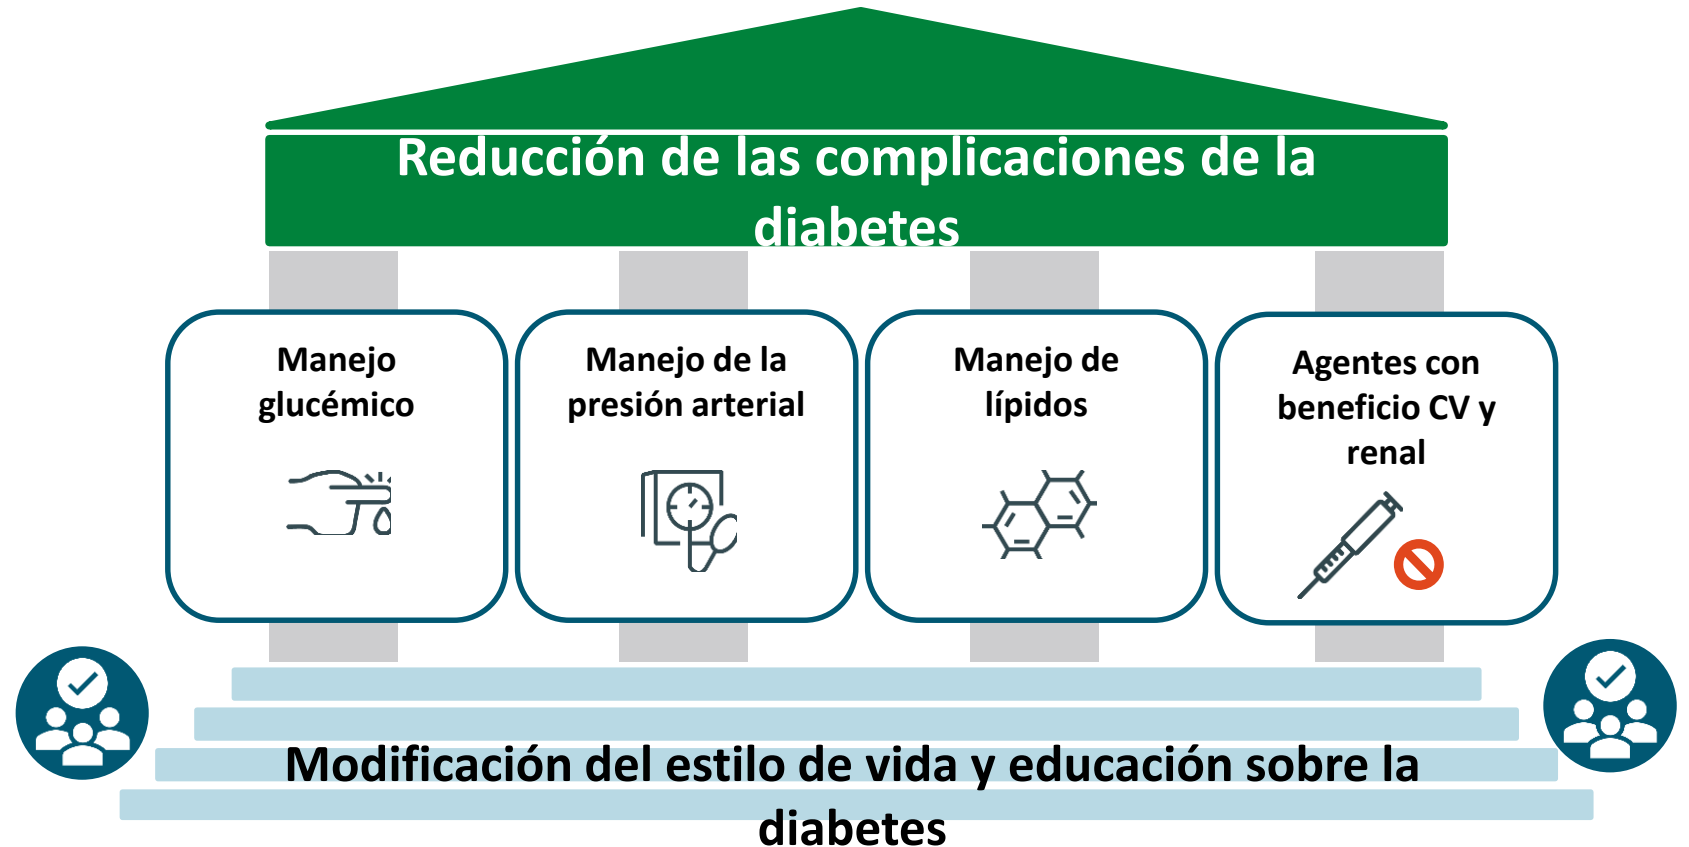 Reducción de las complicaciones de la
diabetes
Manejo
glucémico
Manejo de la
presión arterial
Manejo de
lípidos
Agentes con
beneficio CV y
renal
Modificación del estilo de vida y educación sobre la
diabetes